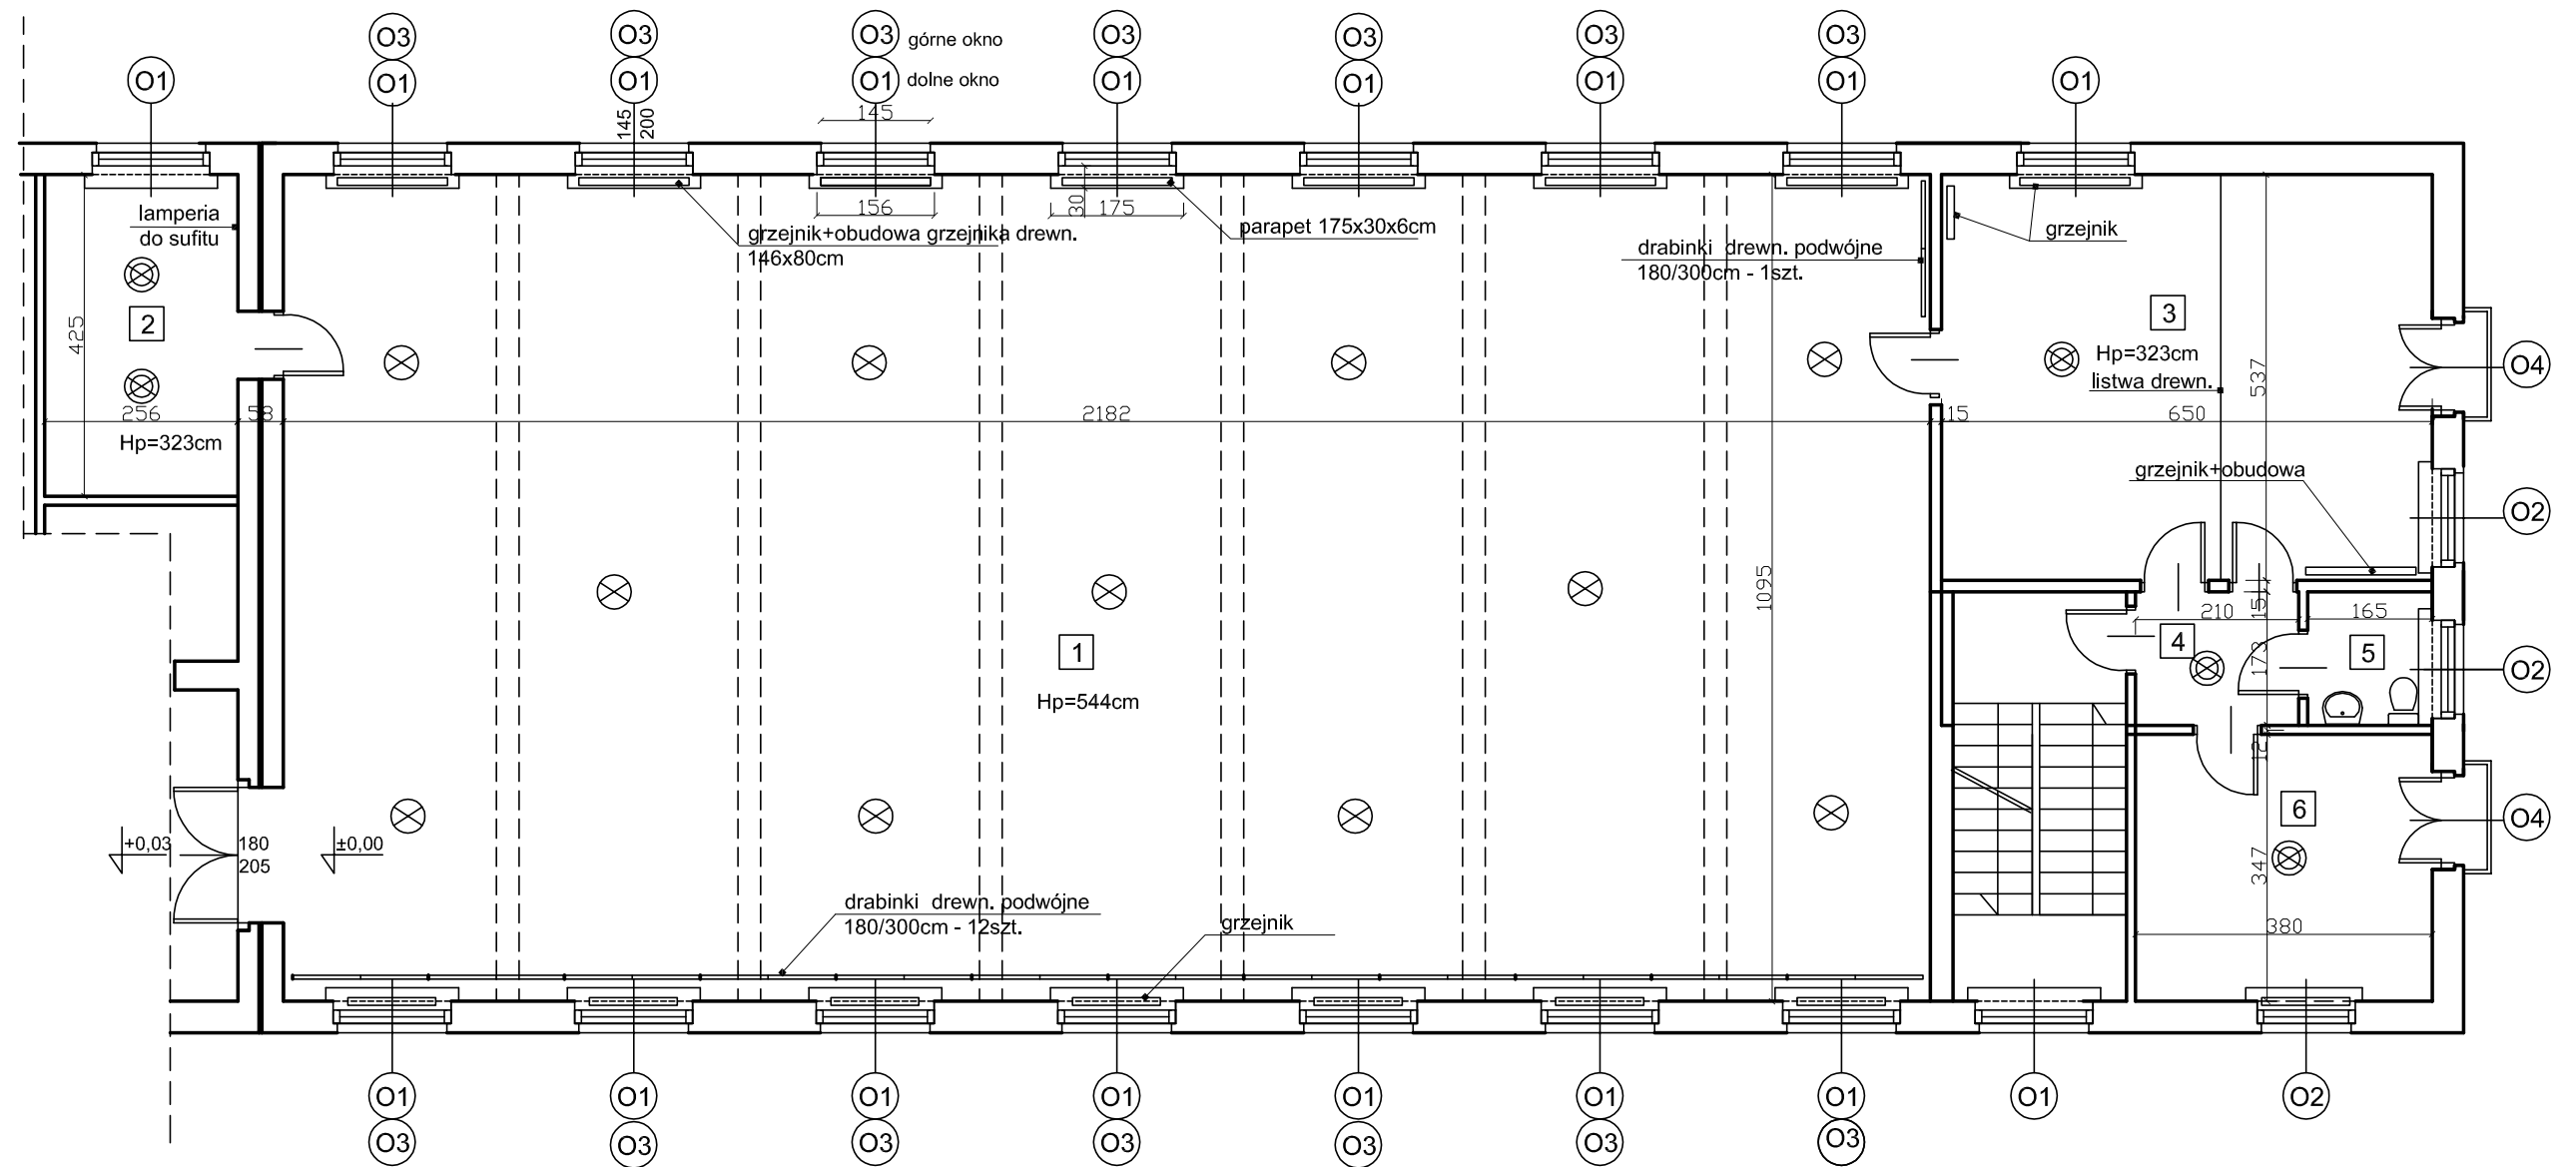 O3
O3
O3 górne okno
O3
O3
O3
O3
O1
O1
O1
O1 dolne okno
O1
O1
O1
O1
O1
145
200
145
lamperia
do sufitu
156
30
175
grzejnik+obudowa grzejnika drewn.
146x80cm
parapet 175x30x6cm
drabinki drewn. podwójne
180/300cm - 1szt.
grzejnik
2
425
3
Hp=323cm
listwa drewn.
537
O4
256
58
2182
15
650
Hp=323cm
grzejnik+obudowa
O2
1095
210
15
165
4
173
5
O2
1
Hp=544cm
12
6
O4
+0,03
180
205
±0,00
347
drabinki drewn. podwójne
180/300cm - 12szt.
grzejnik
380
O1
O1
O1
O1
O1
O1
O1
O1
O2
O3
O3
O3
O3
O3
O3
O3